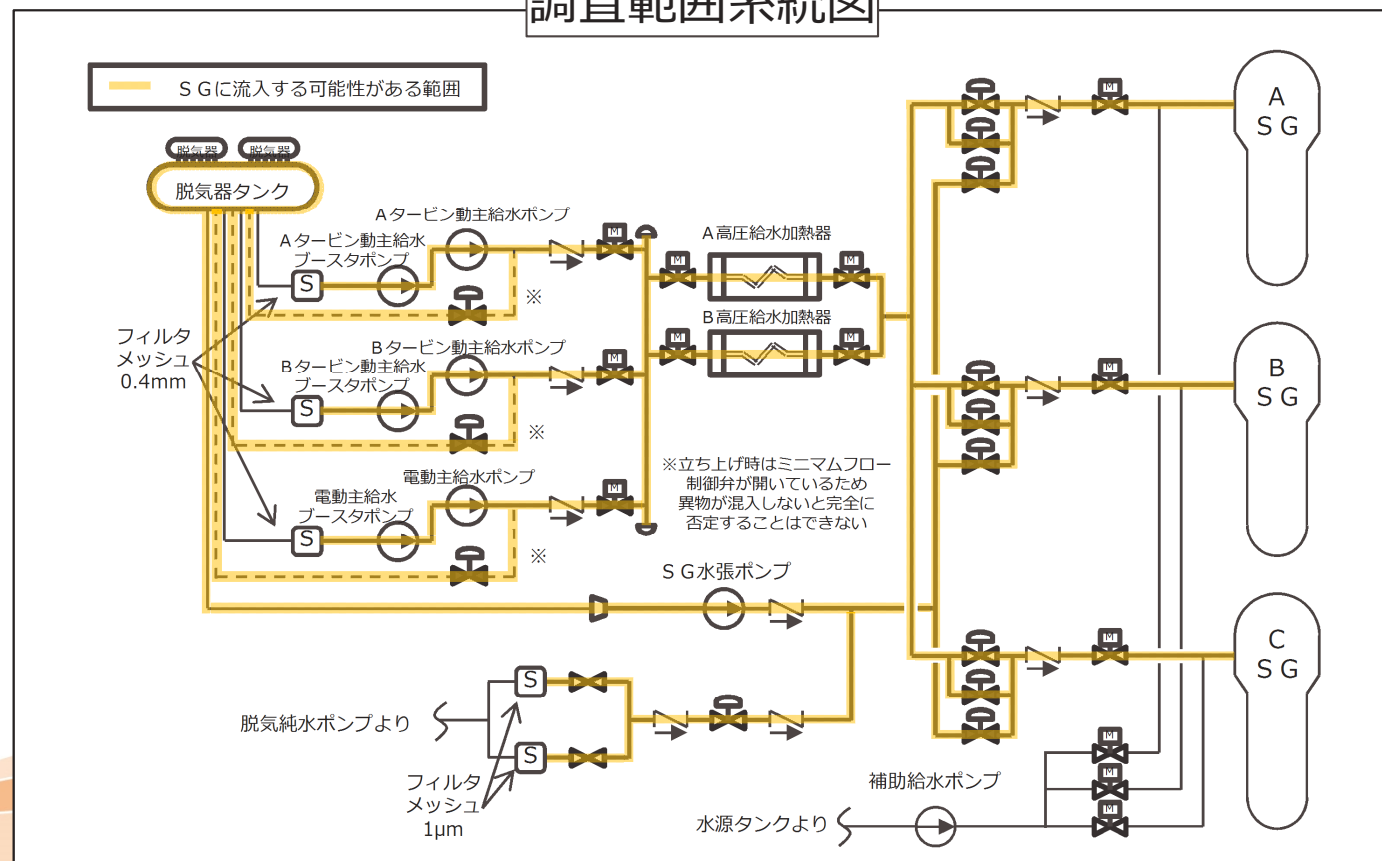 調査範囲系統図
ＳＧに流入する可能性がある範囲
脱気器
脱気器
脱気器タンク
Aタービン動主給水ポンプ
Aタービン動主給水
ブースタポンプ
S
M
※
Bタービン動主給水ポンプ
Bタービン動主給水
ブースタポンプ
S
M
※
電動主給水ポンプ
電動主給水
ブースタポンプ
S
M
※
フィルタ
メッシュ
0.4mm
A高圧給水加熱器
M
M
B高圧給水加熱器
M
M
※立ち上げ時はミニマムフロー
制御弁が開いているため
異物が混入しないと完全に
否定することはできない
ＳＧ水張ポンプ
脱気純水ポンプより
S
S
フィルタ
メッシュ
1μm
M
A
ＳＧ
M
B
ＳＧ
M
C
ＳＧ
補助給水ポンプ
水源タンクより
M
M
M